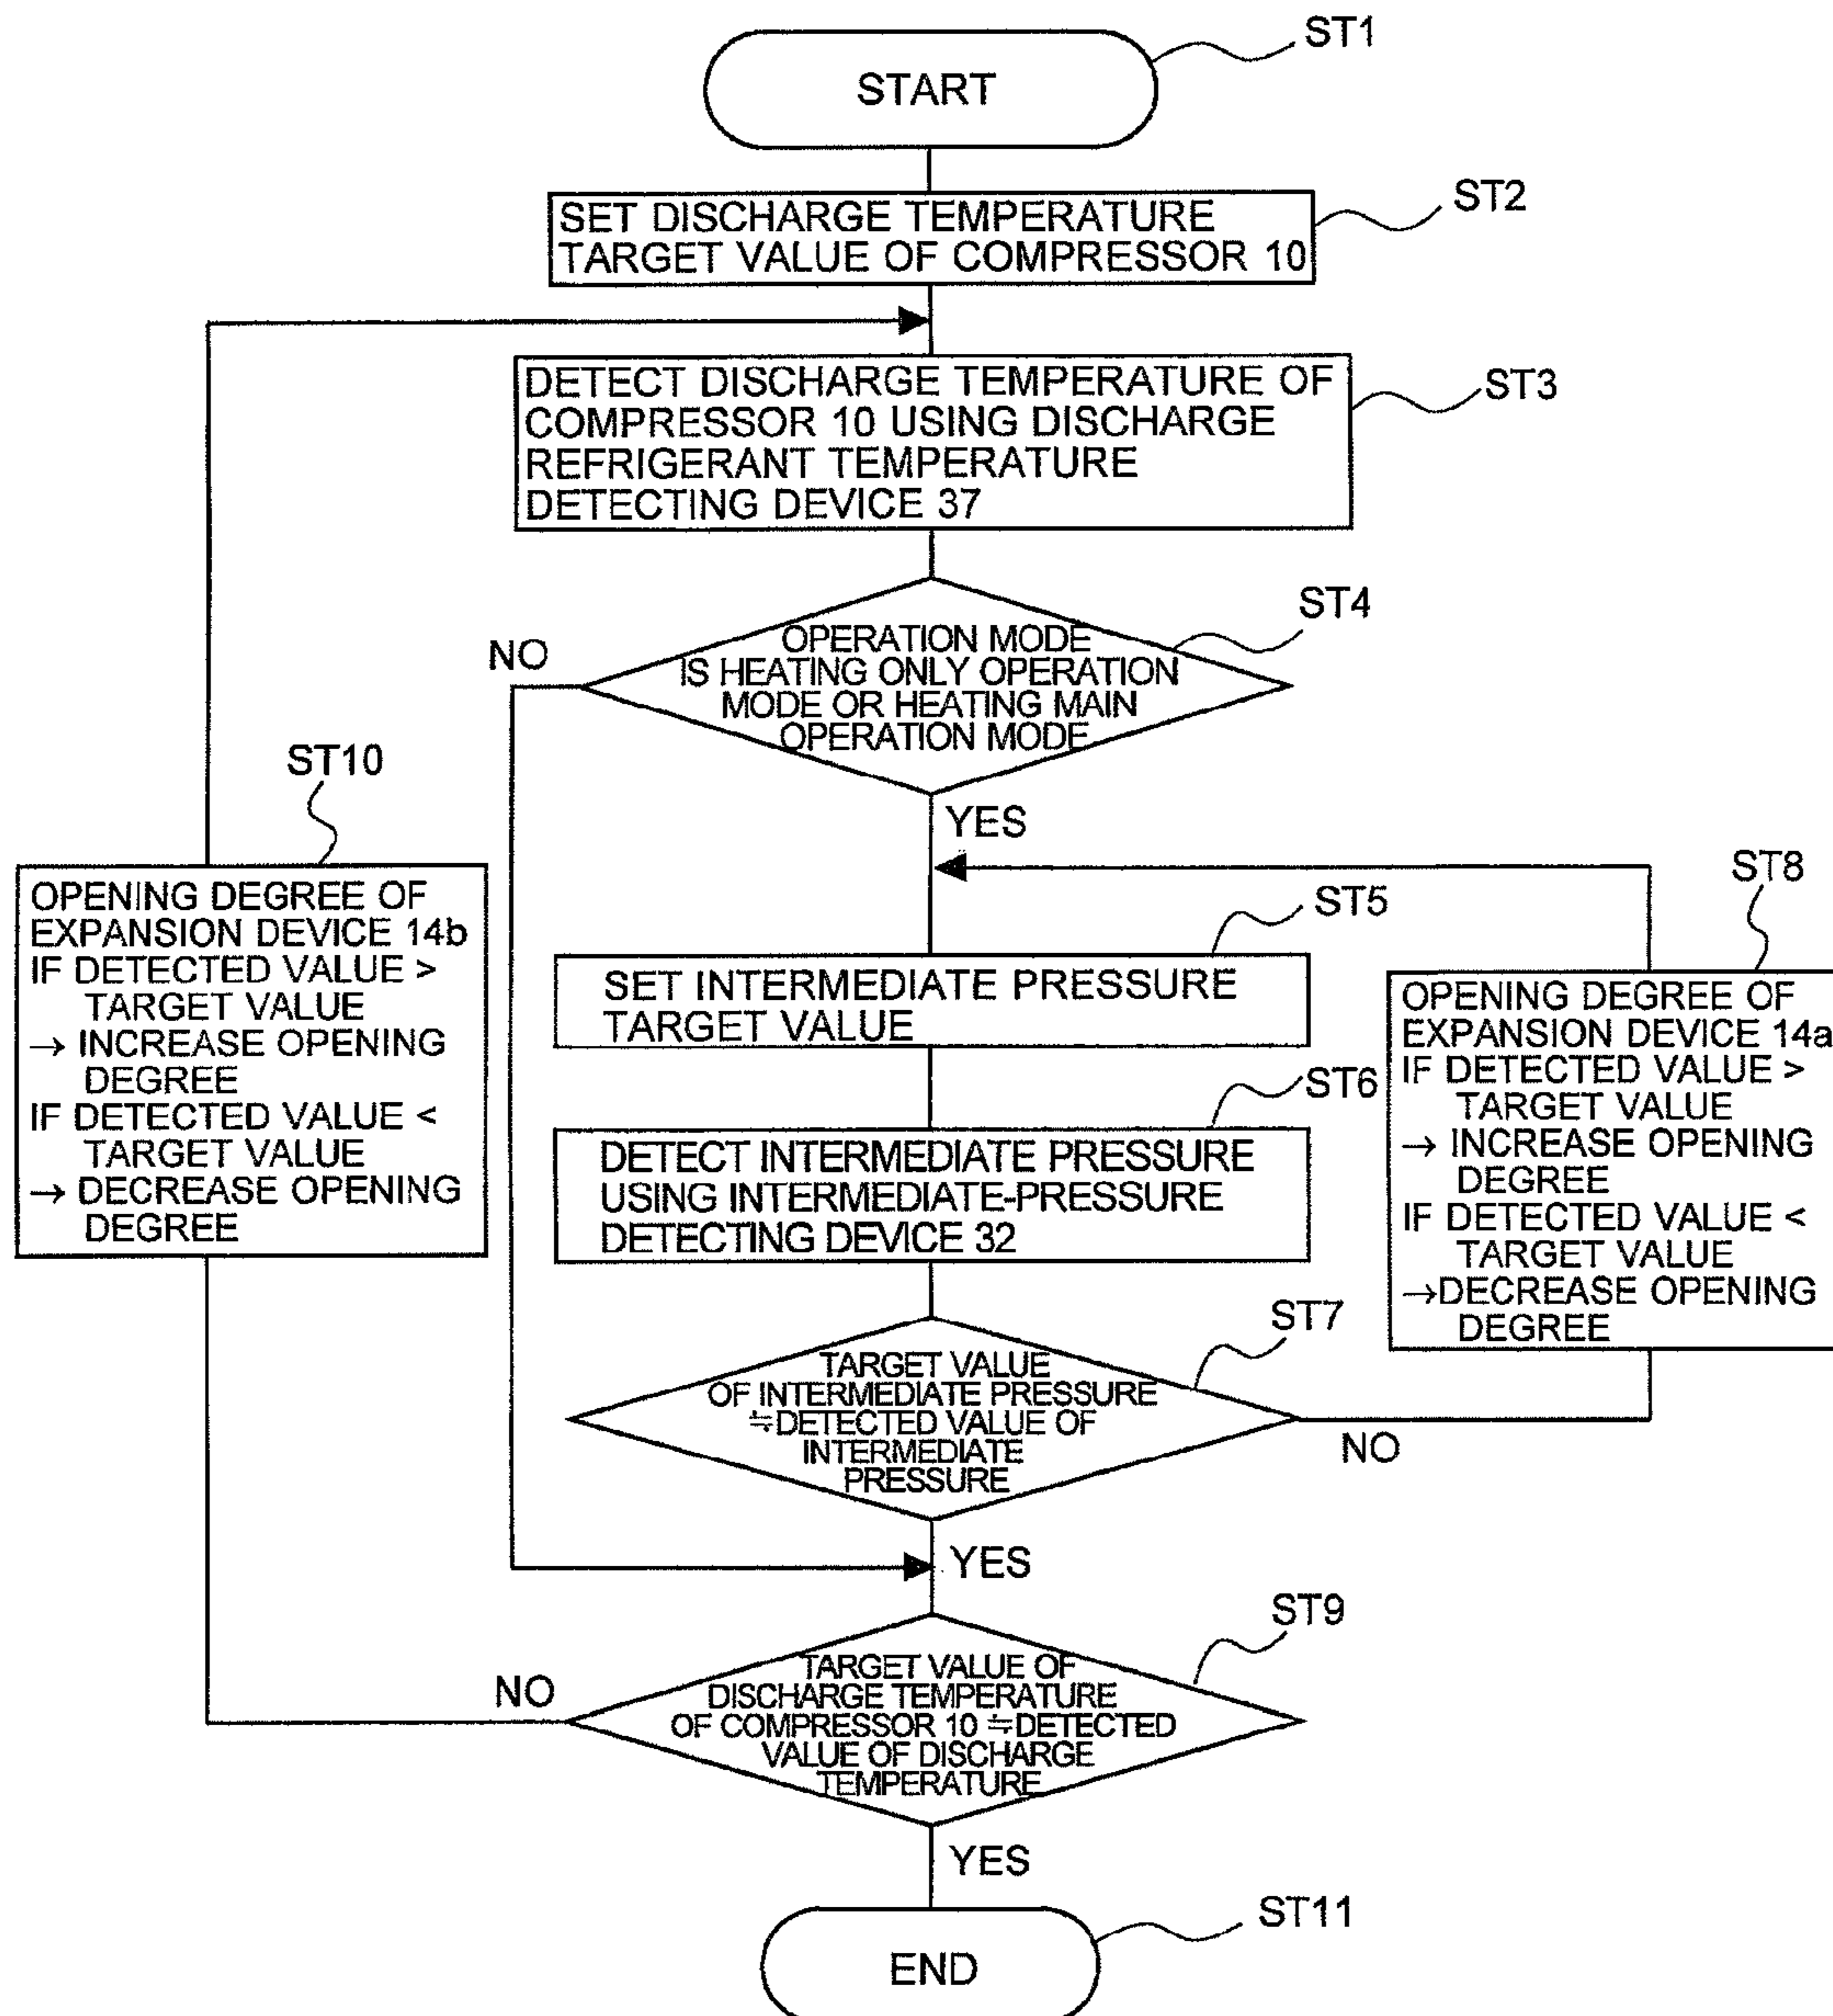 START
ST1
SET DISCHARGE TEMPERATURE
TARGET VALUE OF COMPRESSOR 10
ST2
DETECT DISCHARGE TEMPERATURE OF
COMPRESSOR 10 USING DISCHARGE
REFRIGERANT TEMPERATURE
DETECTING DEVICE 37
ST3
OPERATION MODE
IS HEATING ONLY OPERATION
MODE OR HEATING MAIN
OPERATION MODE
ST4
NO
YES
SET INTERMEDIATE PRESSURE
TARGET VALUE
ST5
DETECT INTERMEDIATE PRESSURE
USING INTERMEDIATE-PRESSURE
DETECTING DEVICE 32
ST6
TARGET VALUE
OF INTERMEDIATE PRESSURE
≒DETECTED VALUE OF
INTERMEDIATE
PRESSURE
ST7
NO
YES
ST8
OPENING DEGREE OF
EXPANSION DEVICE 14a
IF DETECTED VALUE >
TARGET VALUE
→ INCREASE OPENING
DEGREE
IF DETECTED VALUE <
TARGET VALUE
→DECREASE OPENING
DEGREE
TARGET VALUE OF
DISCHARGE TEMPERATURE
OF COMPRESSOR 10 ≒DETECTED
VALUE OF DISCHARGE
TEMPERATURE
ST9
NO
YES
ST10
OPENING DEGREE OF
EXPANSION DEVICE 14b
IF DETECTED VALUE >
TARGET VALUE
→ INCREASE OPENING
DEGREE
IF DETECTED VALUE <
TARGET VALUE
→ DECREASE OPENING
DEGREE
END
ST11